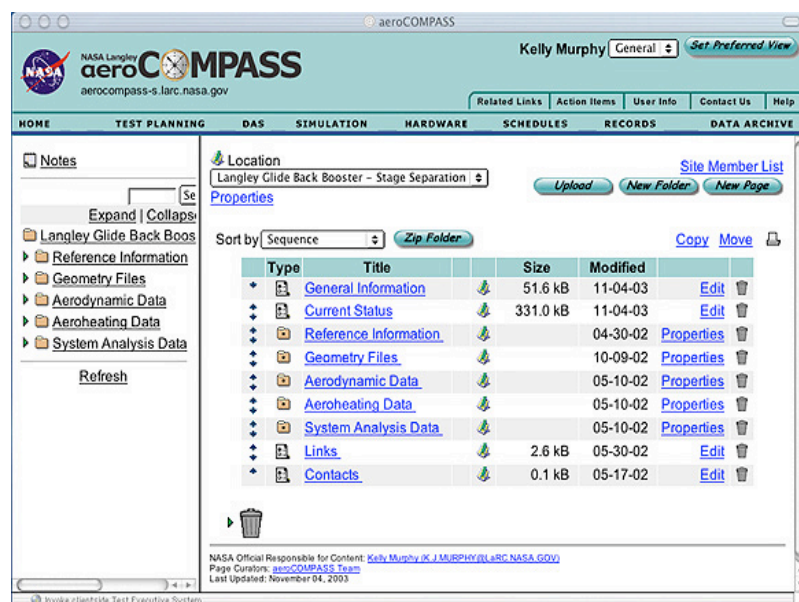 aeroCOMPASS
NASA
NASA Langley
aeroCOMPASS
aerocompass-s.larc.nasa.gov
Kelly Murphy General Set Preferred View
Related Links Action Items User Info Contact Us Help
HOME TEST PLANNING DAS SIMULATION HARDWARE SCHEDULES RECORDS DATA ARCHIVE
Notes
Se
Expand | Collaps
Langley Glide Back Boos
Reference Information
Geometry Files
Aerodynamic Data
Aeroheating Data
System Analysis Data
Refresh
Location
Langley Glide Back Booster - Stage Separation
Properties
Site Member List
Upload New Folder New Page
Sort by Sequence Zip Folder
Copy Move
Type Title Size Modified
General Information 51.6 kB 11-04-03 Edit
Current Status 331.0 kB 11-04-03 Edit
Reference Information 04-30-02 Properties
Geometry Files 10-09-02 Properties
Aerodynamic Data 05-10-02 Properties
Aeroheating Data 05-10-02 Properties
System Analysis Data 05-10-02 Properties
Links 2.6 kB 05-30-02 Edit
Contacts 0.1 kB 05-17-02 Edit
NASA Official Responsible for Content: Kelly Murphy (K.J.MURPHY@LaRC.NASA.GOV)
Page Curators: aeroCOMPASS Team
Last Updated: November 04, 2003
Invoke clientside Test Executive System